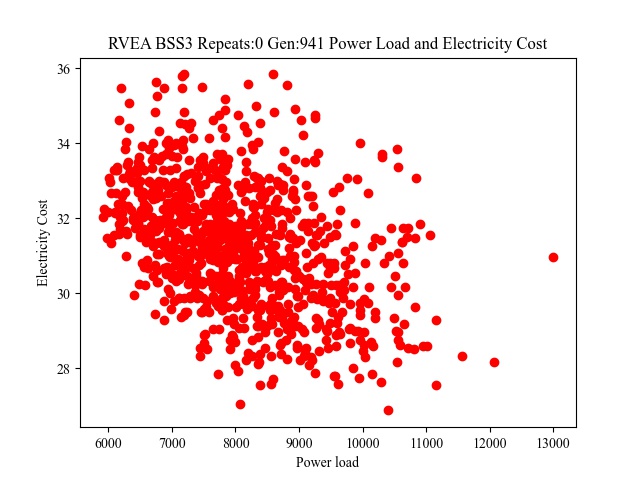 RVEA BSS3 Repeats:0 Gen:941 Power Load and Electricity Cost
36
34
32
30
28
Electricity Cost
6000 7000 8000 9000 10000 11000 12000 13000
Power load